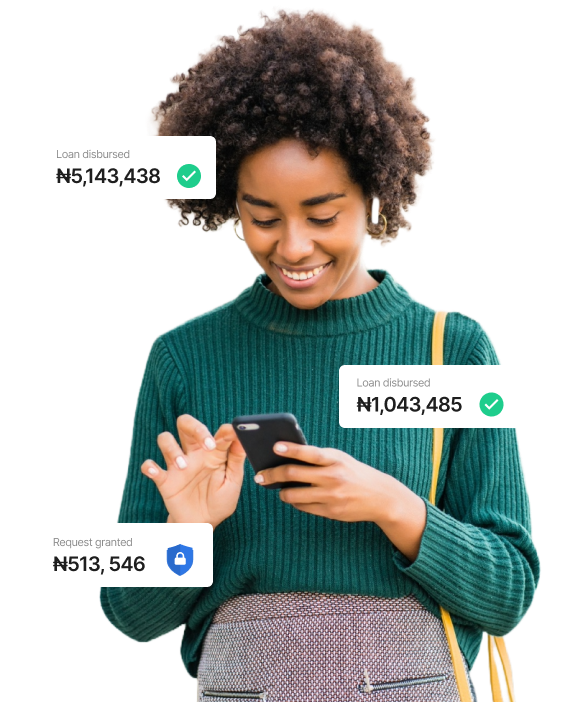 Loan disbursed
₦5,143,438
Loan disbursed
₦1,043,485
Request granted
₦513, 546